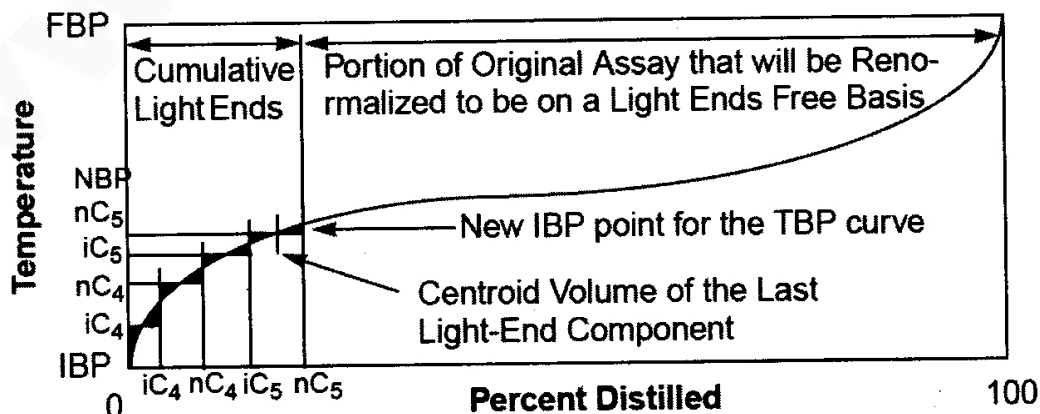 FBP
Cumulative
Light Ends
Portion of Original Assay that will be Reno-
rmalized to be on a Light Ends Free Basis
Temperature
NBP
nC5
iC5
nC4
iC4
IBP
New IBP point for the TBP curve
Centroid Volume of the Last
Light-End Component
0
iC4 nC4 iC5 nC5
Percent Distilled
100